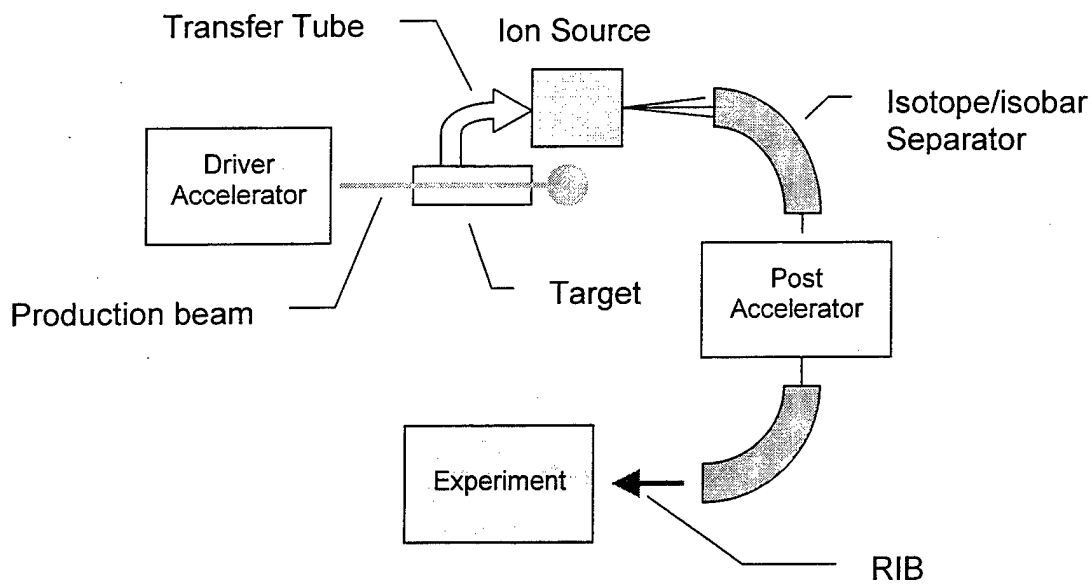 Transfer Tube
Ion Source
Isotope/isobar
Separator
Driver
Accelerator
Production beam
Target
Post
Accelerator
Experiment
RIB